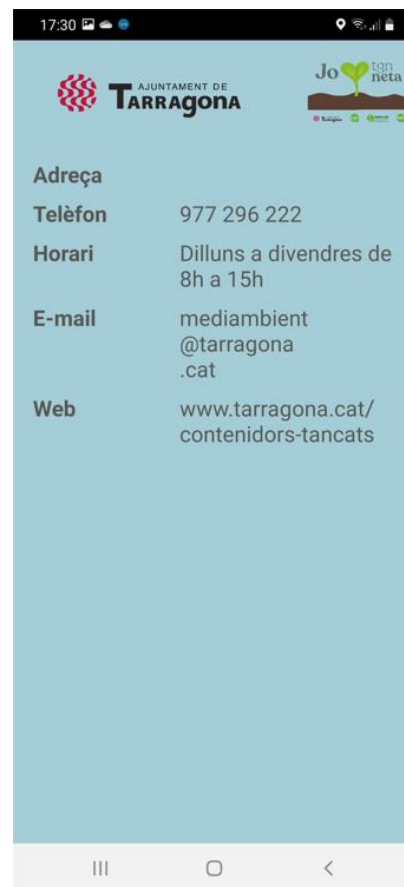 17:30
AJUNTAMENT DE
TARRAGONA
Jo tgn
neta
Adreça
Telèfon 977 296 222
Horari Dilluns a divendres de
8h a 15h
E-mail mediambient
@tarragona
.cat
Web www.tarragona.cat/
contenidors-tancats